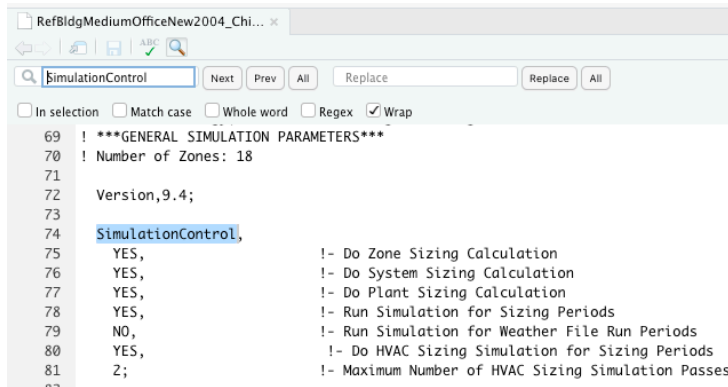 RefBldgMediumOfficeNew2004_Chi... ×
ABC
SimulationControl Next Prev All Replace Replace All
In selection Match case Whole word Regex Wrap
69 ! ***GENERAL SIMULATION PARAMETERS***
70 ! Number of Zones: 18
71
72 Version,9.4;
73
74 SimulationControl,
75 YES, !- Do Zone Sizing Calculation
76 YES, !- Do System Sizing Calculation
77 YES, !- Do Plant Sizing Calculation
78 YES, !- Run Simulation for Sizing Periods
79 NO, !- Run Simulation for Weather File Run Periods
80 YES, !- Do HVAC Sizing Simulation for Sizing Periods
81 2; !- Maximum Number of HVAC Sizing Simulation Passes